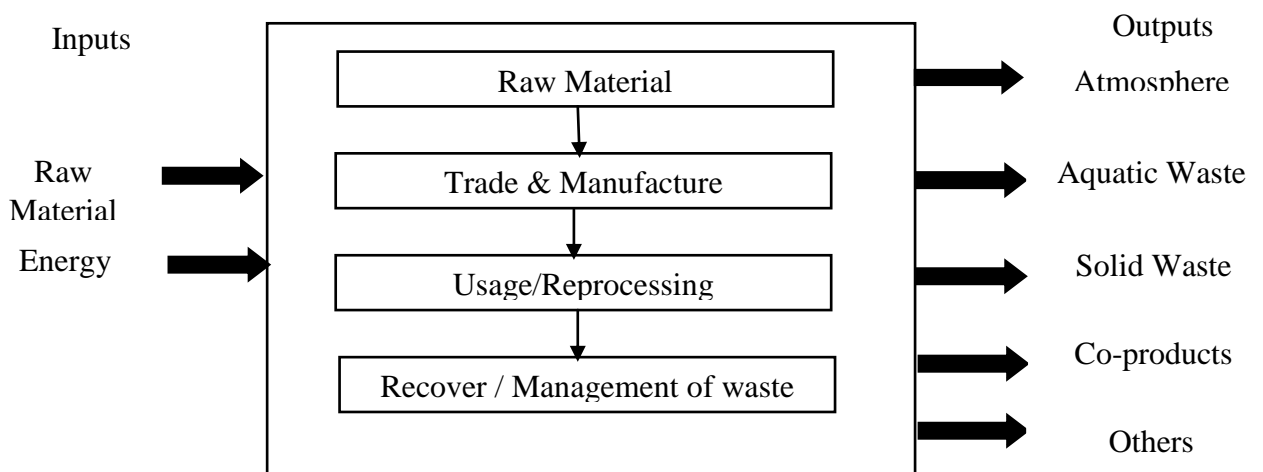 Inputs
Raw
Material
Energy
Raw Material
Trade & Manufacture
Usage/Reprocessing
Recover / Management of waste
Outputs
Atmosphere
Aquatic Waste
Solid Waste
Co-products
Others